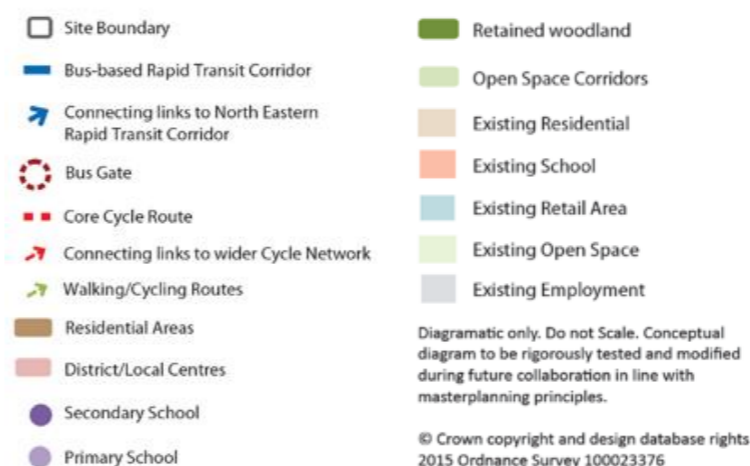 Site Boundary
Bus-based Rapid Transit Corridor
Connecting links to North Eastern
Rapid Transit Corridor
Bus Gate
Core Cycle Route
Connecting links to wider Cycle Network
Walking/Cycling Routes
Residential Areas
District/Local Centres
Secondary School
Primary School
Retained woodland
Open Space Corridors
Existing Residential
Existing School
Existing Retail Area
Existing Open Space
Existing Employment
Diagramatic only. Do not Scale. Conceptual
diagram to be rigorously tested and modified
during future collaboration in line with
masterplanning principles.
© Crown copyright and design database rights
2015 Ordnance Survey 100023376